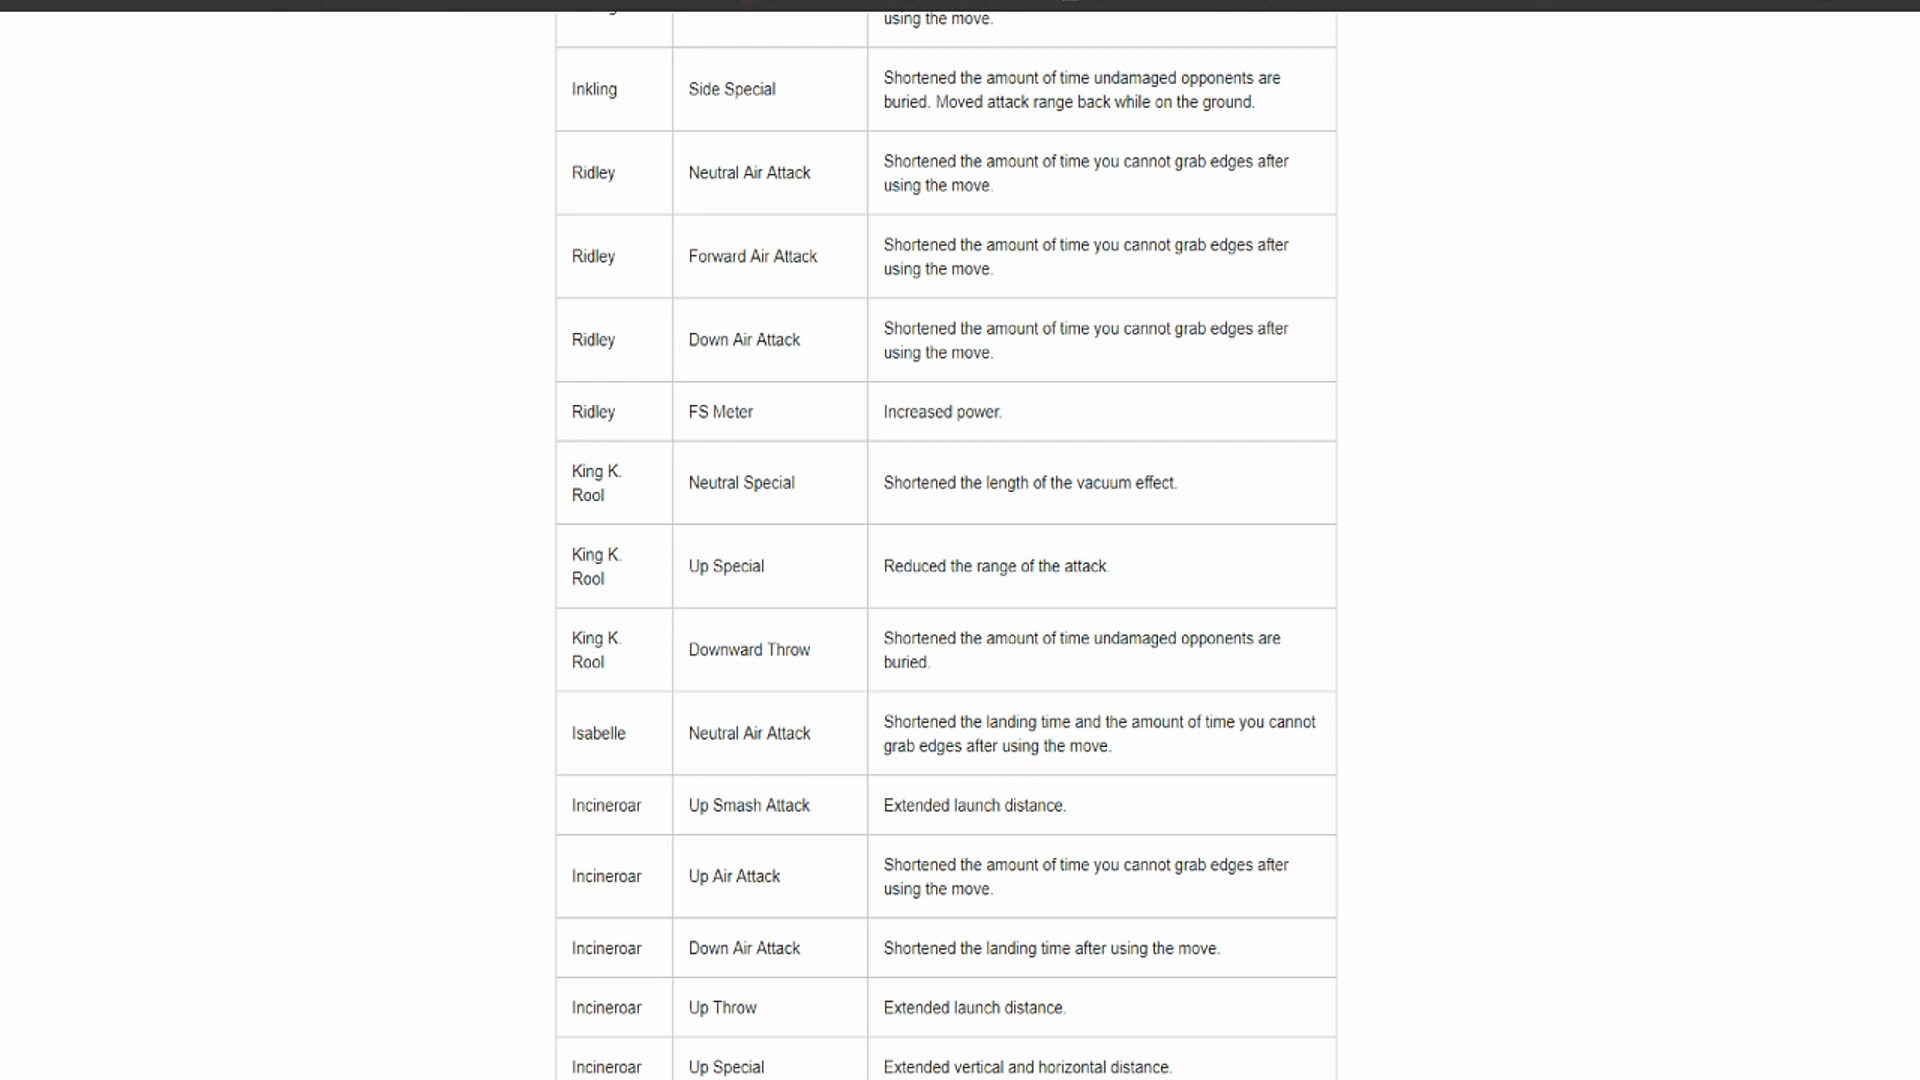 using the move.
Inkling
Side Special
Shortened the amount of time undamaged opponents are
buried. Moved attack range back while on the ground.
Ridley
Neutral Air Attack
Shortened the amount of time you cannot grab edges after
using the move.
Ridley
Forward Air Attack
Shortened the amount of time you cannot grab edges after
using the move.
Ridley
Down Air Attack
Shortened the amount of time you cannot grab edges after
using the move.
Ridley
FS Meter
Increased power.
King K.
Rool
Neutral Special
Shortened the length of the vacuum effect.
King K.
Rool
Up Special
Reduced the range of the attack.
King K.
Rool
Downward Throw
Shortened the amount of time undamaged opponents are
buried.
Isabelle
Neutral Air Attack
Shortened the landing time and the amount of time you cannot
grab edges after using the move.
Incineroar
Up Smash Attack
Extended launch distance.
Incineroar
Up Air Attack
Shortened the amount of time you cannot grab edges after
using the move.
Incineroar
Down Air Attack
Shortened the landing time after using the move.
Incineroar
Up Throw
Extended launch distance.
Incineroar
Up Special
Extended vertical and horizontal distance.